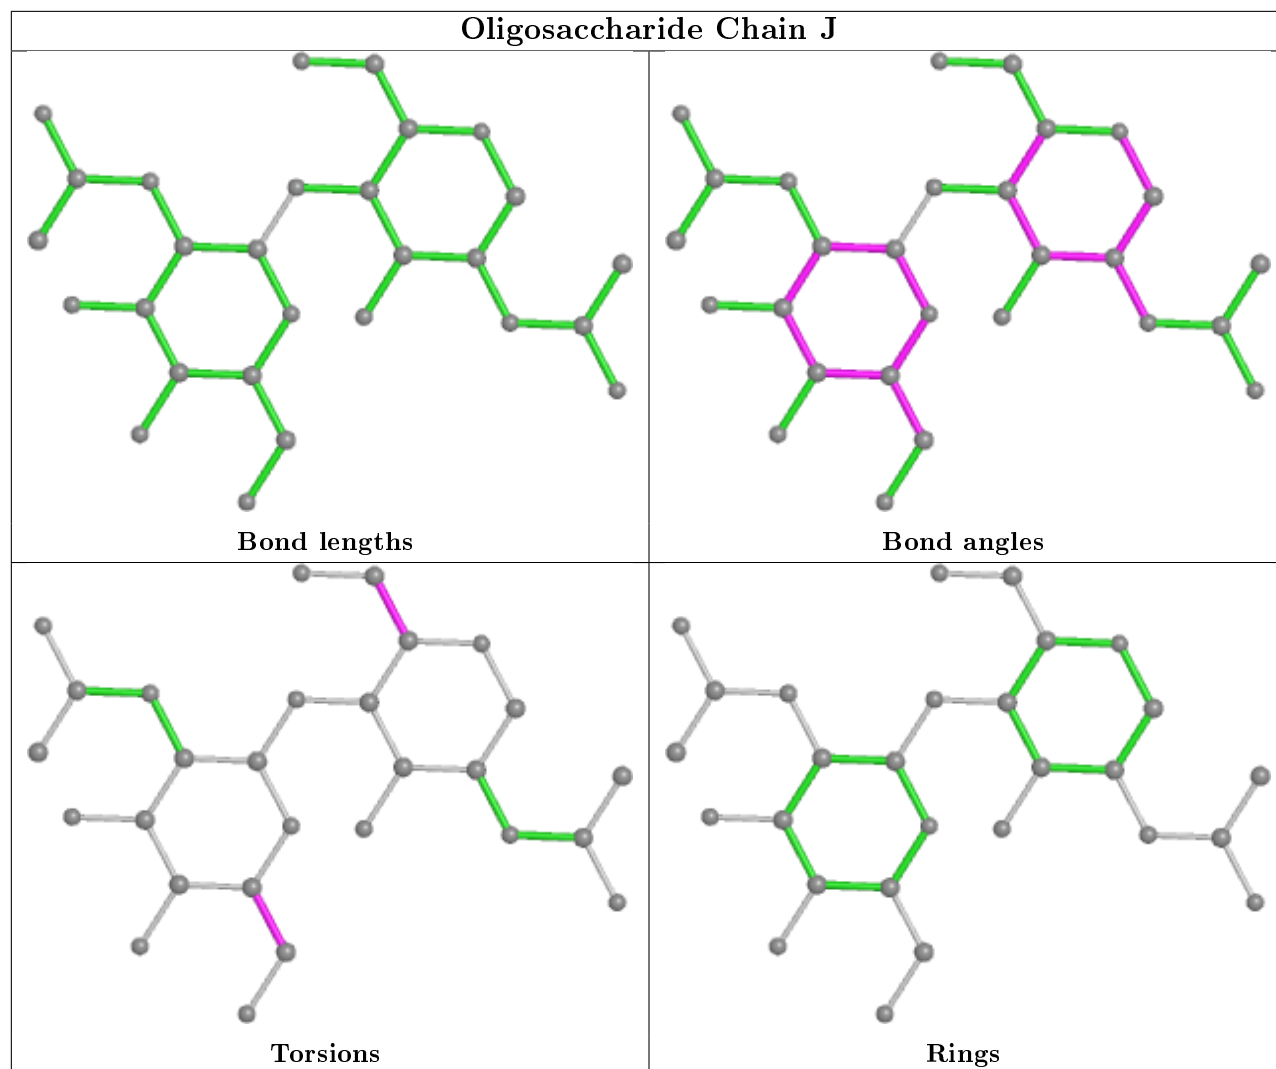 Oligosaccharide Chain J
Bond lengths
Bond angles
Torsions
Rings